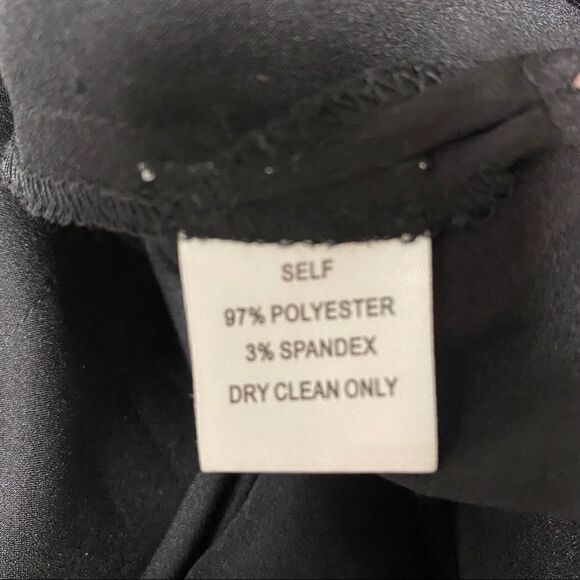 SELF
97% POLYESTER
3% SPANDEX
DRY CLEAN ONLY